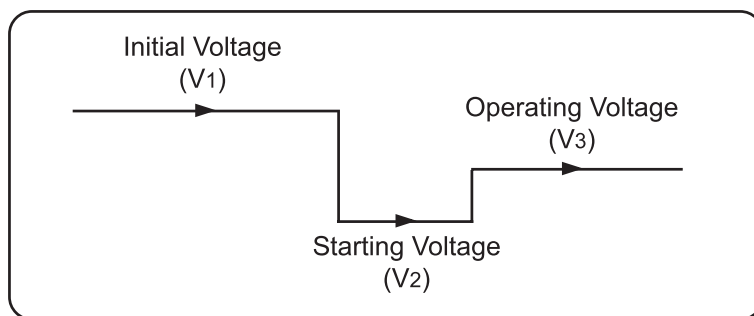 Initial Voltage
(V1)
Operating Voltage
(V3)
Starting Voltage
(V2)